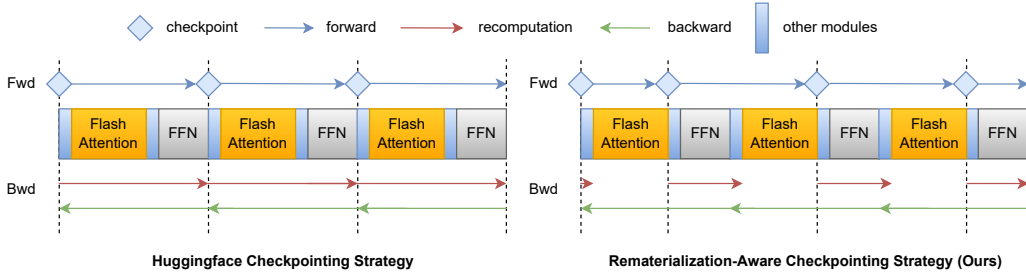 checkpoint forward recomputation backward other modules
Fwd Fwd
Flash Attention FFN Flash Attention FFN Flash Attention FFN Flash Attention FFN Flash Attention FFN Flash Attention FFN
Bwd Bwd
Huggingface Checkpointing Strategy Rematerialization-Aware Checkpointing Strategy (Ours)